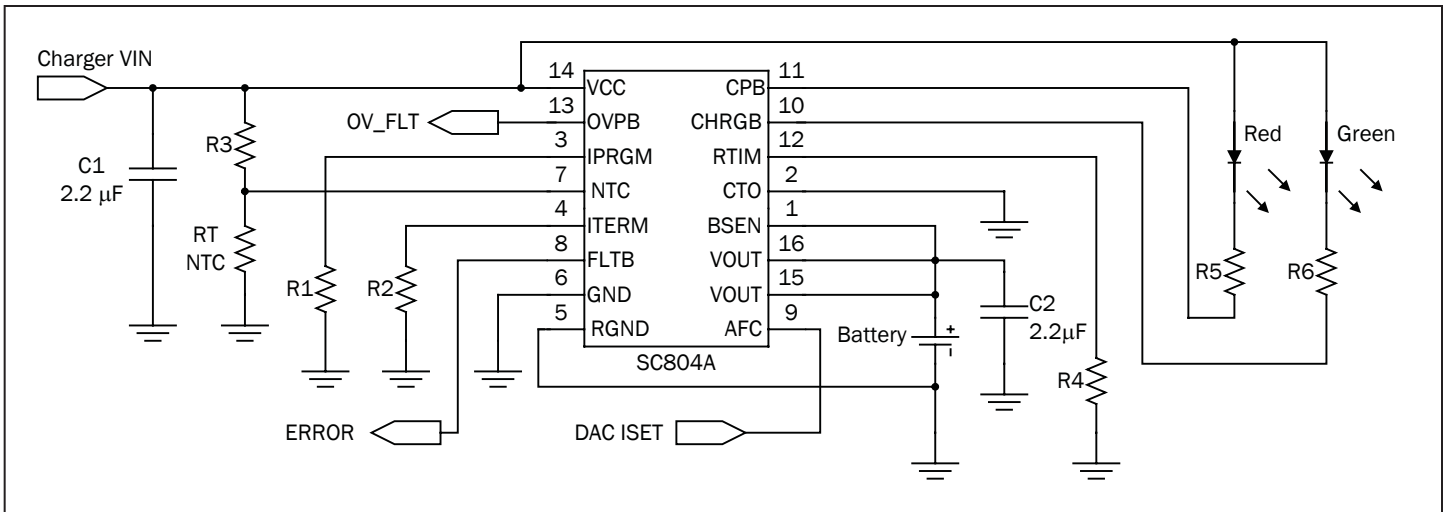 Charger VIN
C1
2.2 µF
R3
RT
NTC
OV_FLT
R1
R2
ERROR
14
13
3
7
4
8
6
5
VCC
OVPB
IPRGM
NTC
ITERM
FLTB
GND
RGND
CPB
CHRGB
RTIM
CTO
BSEN
VOUT
VOUT
AFC
SC804A
11
10
12
2
1
16
15
9
DAC ISET
Battery
+
-
C2
2.2µF
R4
Red
Green
R5
R6